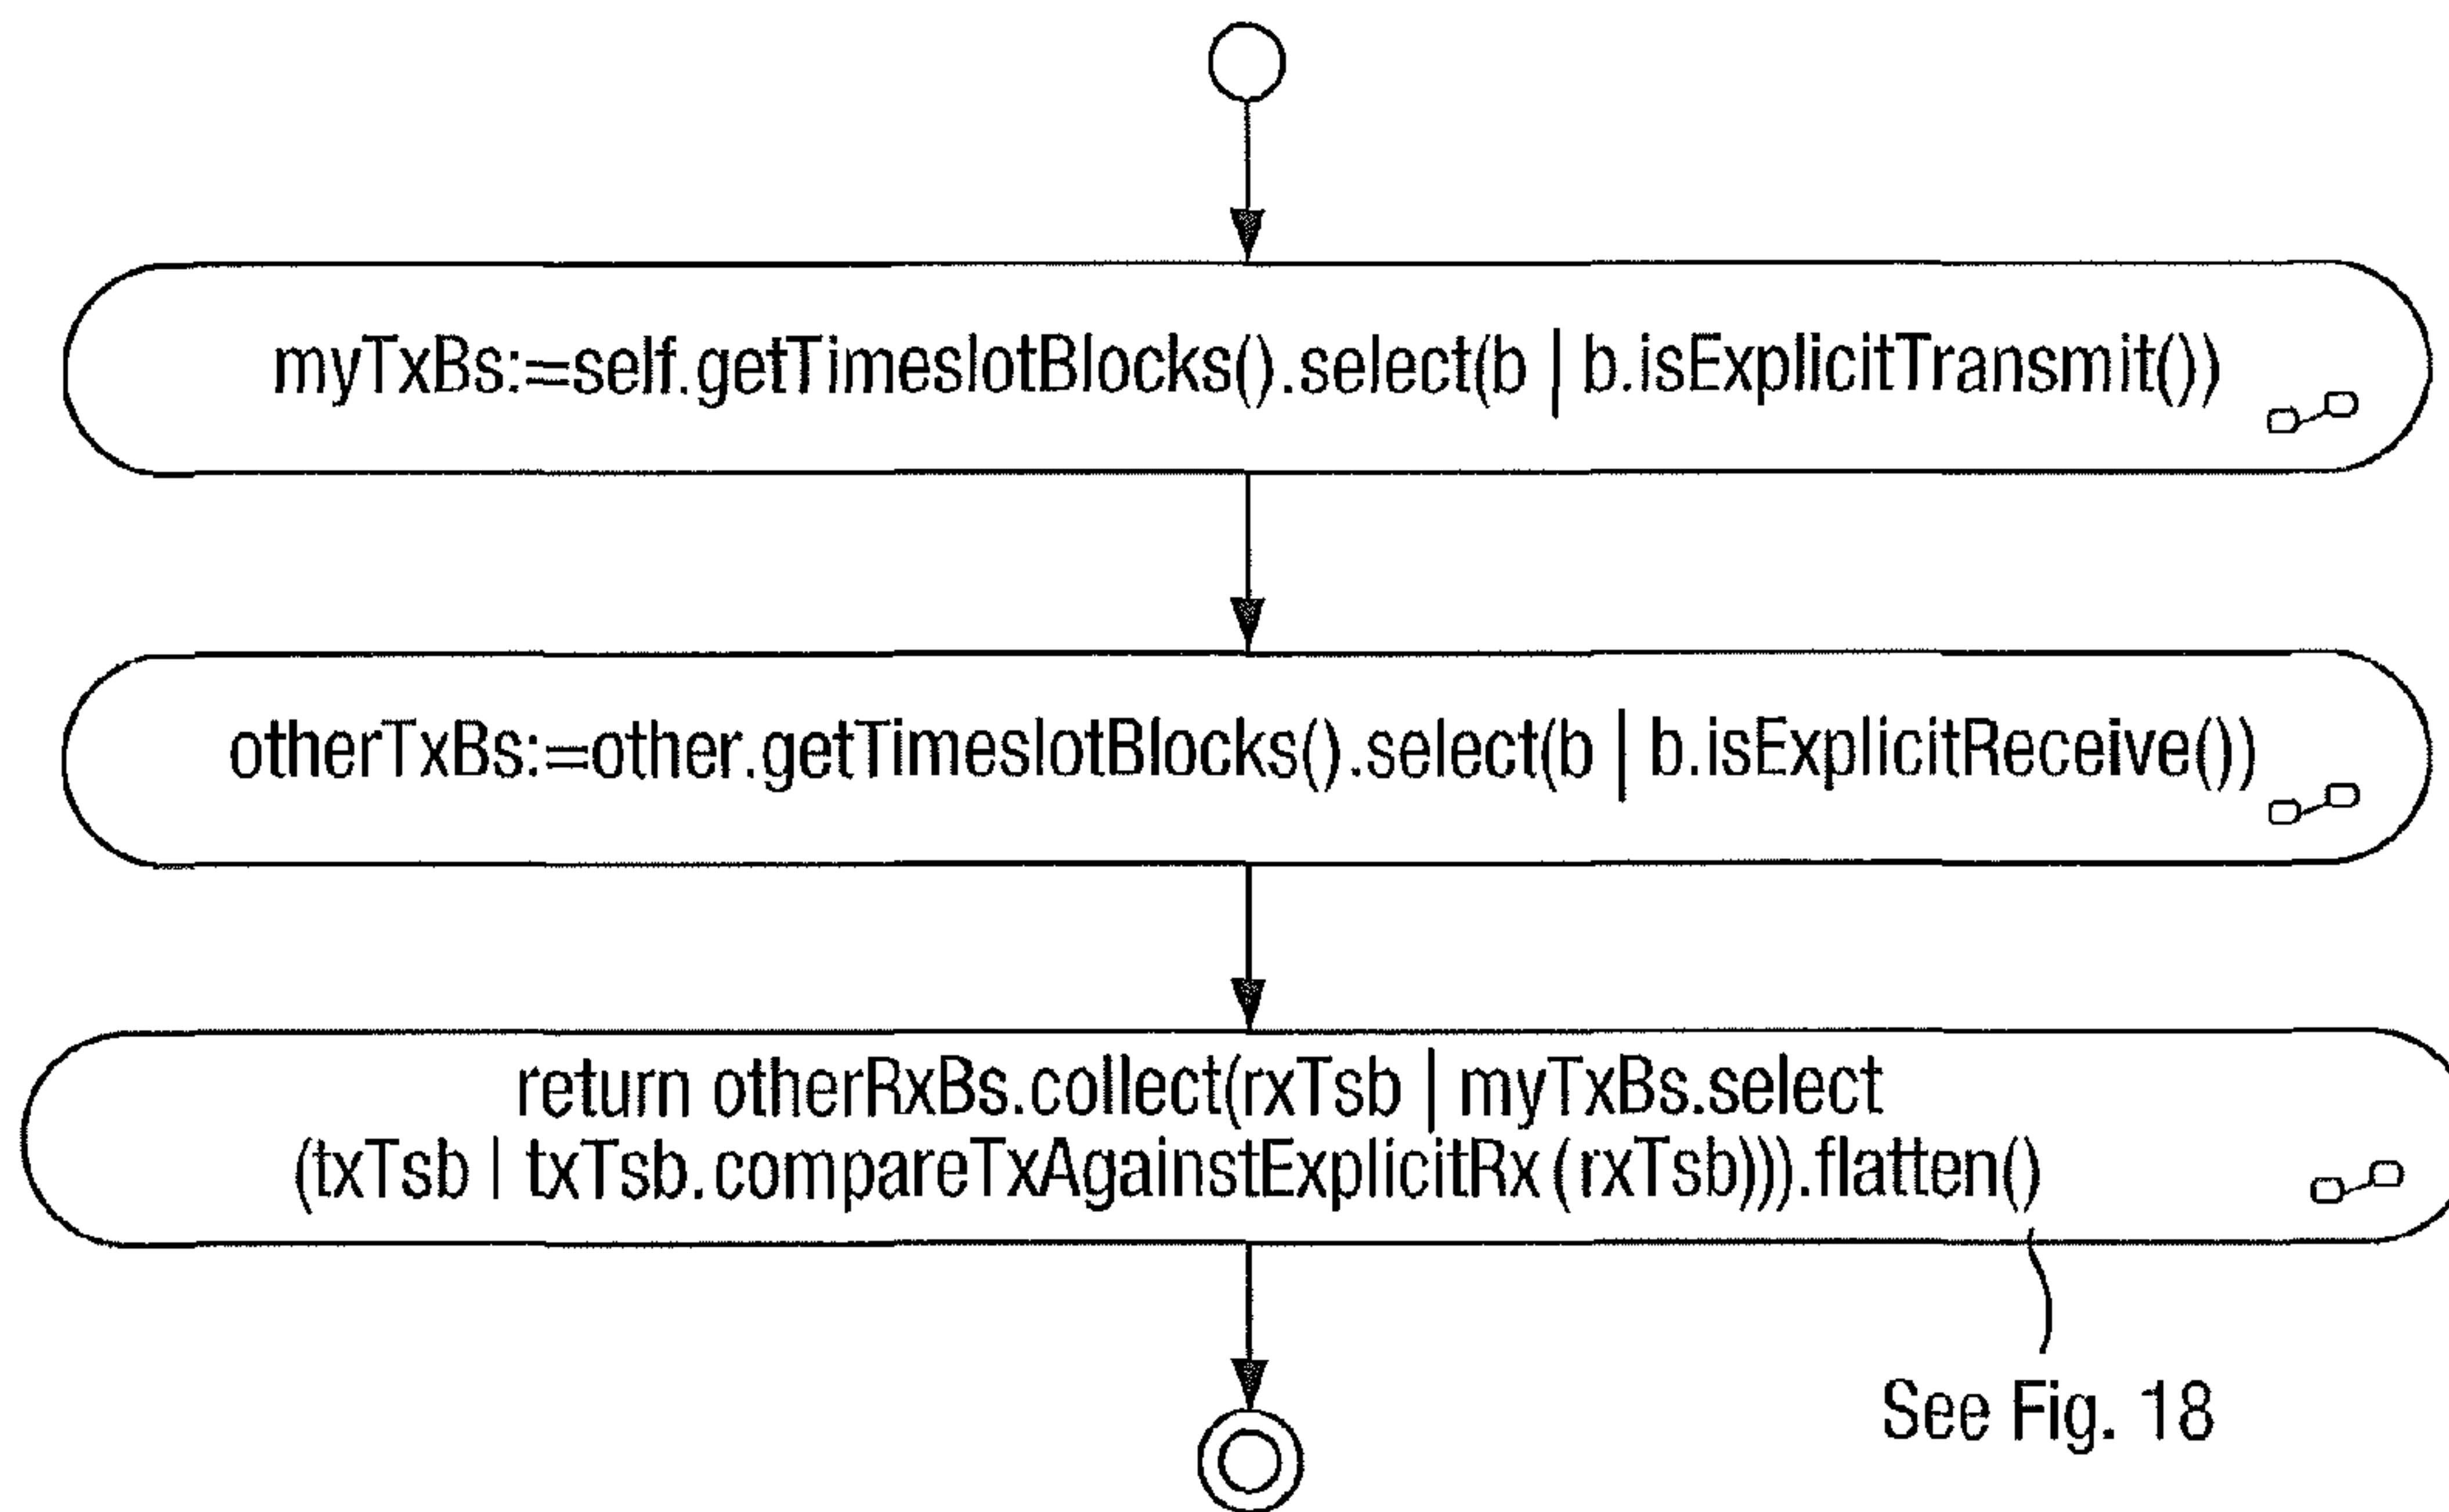 myTxBs:=self.getTimeslotBlocks().select(b | b.isExplicitTransmit())
otherTxBs:=other.getTimeslotBlocks().select(b | b.isExplicitReceive())
return otherRxBs.collect(rxTsb | myTxBs.select
(txTsb | txTsb.compareTxAgainstExplicitRx(rxTsb))).flatten()
See Fig. 18